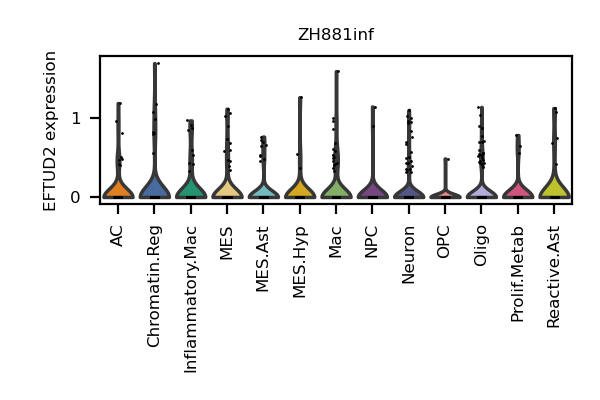 ZH881inf
EFTUD2 expression
1
0
AC
Chromatin.Reg
Inflammatory.Mac
MES
MES.Ast
MES.Hyp
Mac
NPC
Neuron
OPC
Oligo
Prolif.Metab
Reactive.Ast